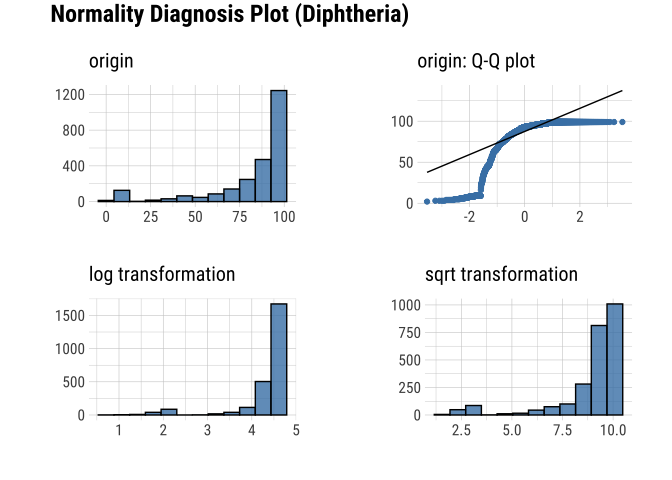 Normality Diagnosis Plot (Diphtheria)
origin
1200
800
400
0
0 25 50 75 100
origin: Q-Q plot
100
50
0
-2 0 2
log transformation
1500
1000
500
0
1 2 3 4 5
sqrt transformation
1000
750
500
250
0
2.5 5.0 7.5 10.0